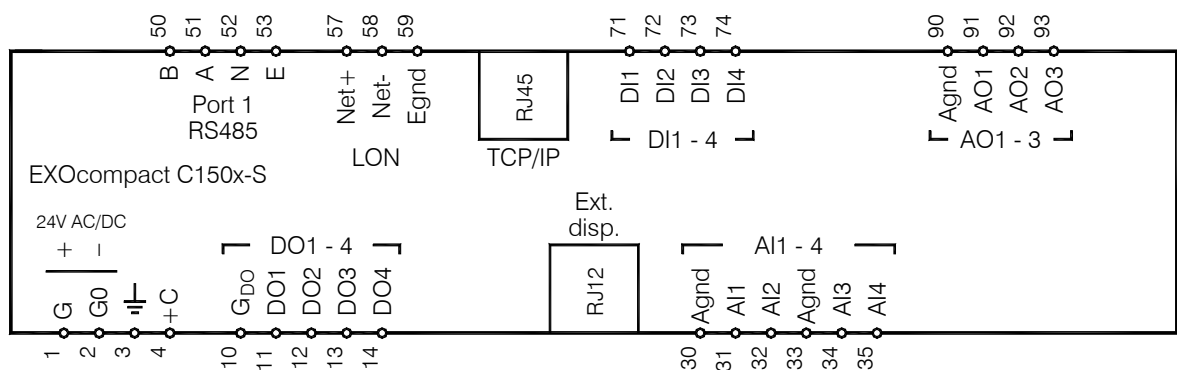 50 51 52 53 57 58 59 71 72 73 74 90 91 92 93
B A N E Net+ Net- Egnd RJ45 DI1 DI2 DI3 DI4 Agnd AO1 AO2 AO3
Port 1
RS485
LON
TCP/IP
DI1 - 4
AO1 - 3
EXOcompact C150x-S
24V AC/DC
+ -
DO1 - 4
Ext.
disp.
AI1 - 4
G G0 +C GDO DO1 DO2 DO3 DO4 RJ12 Agnd AI1 AI2 Agnd AI3 AI4
1 2 3 4 10 11 12 13 14 30 31 32 33 34 35